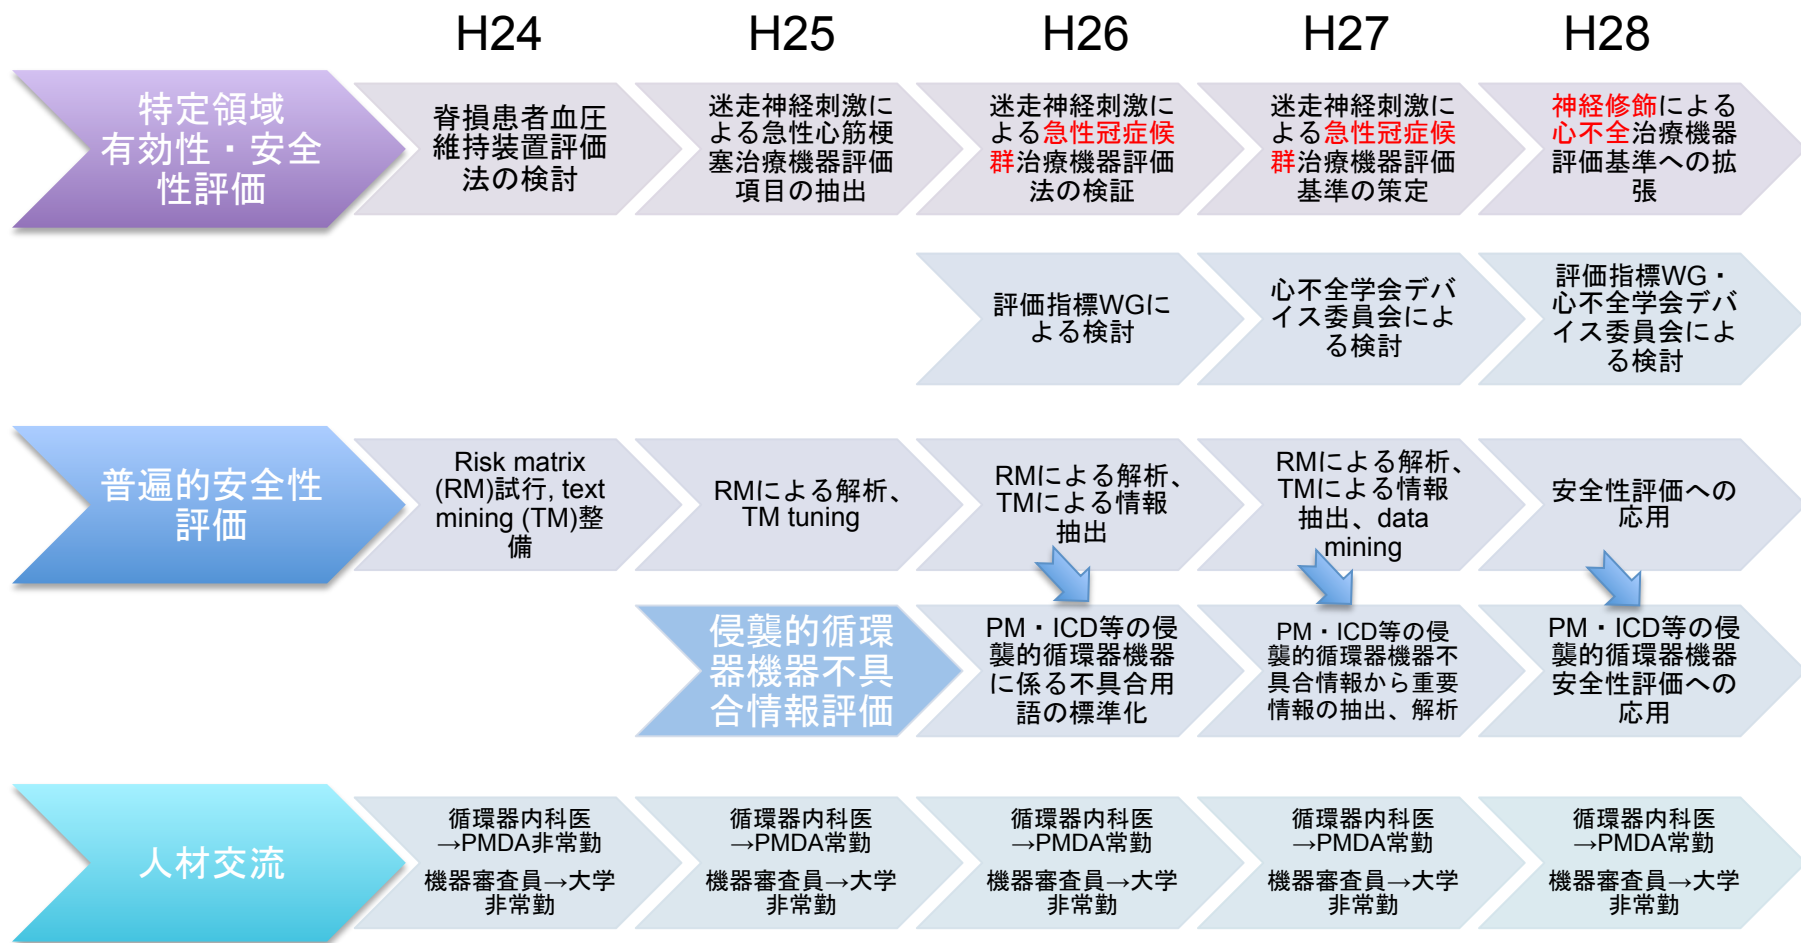 H24
H25
H26
H27
H28
特定領域
有効性・安全
性評価
脊損患者血圧
維持装置評価
法の検討
迷走神経刺激に
よる急性心筋梗
塞治療機器評価
項目の抽出
迷走神経刺激に
よる急性冠症候
群治療機器評価
法の検証
迷走神経刺激に
よる急性冠症候
群治療機器評価
基準の策定
神経修飾による
心不全治療機器
評価基準への拡
張
評価指標WGに
よる検討
心不全学会デバ
イス委員会によ
る検討
評価指標WG・
心不全学会デバ
イス委員会によ
る検討
普遍的安全性
評価
Risk matrix
(RM)試行, text
mining (TM)整
備
RMによる解析、
TM tuning
RMによる解析、
TMによる情報
抽出
RMによる解析、
TMによる情報
抽出、data
mining
安全性評価への
応用
侵襲的循環
器機器不具
合情報評価
PM・ICD等の侵
襲的循環器機器
に係る不具合用
語の標準化
PM・ICD等の侵
襲的循環器機器不
具合情報から重要
情報の抽出、解析
PM・ICD等の侵
襲的循環器機器
安全性評価への
応用
人材交流
循環器内科医
→PMDA非常勤
機器審査員→大学
非常勤
循環器内科医
→PMDA常勤
機器審査員→大学
非常勤
循環器内科医
→PMDA常勤
機器審査員→大学
非常勤
循環器内科医
→PMDA常勤
機器審査員→大学
非常勤
循環器内科医
→PMDA常勤
機器審査員→大学
非常勤